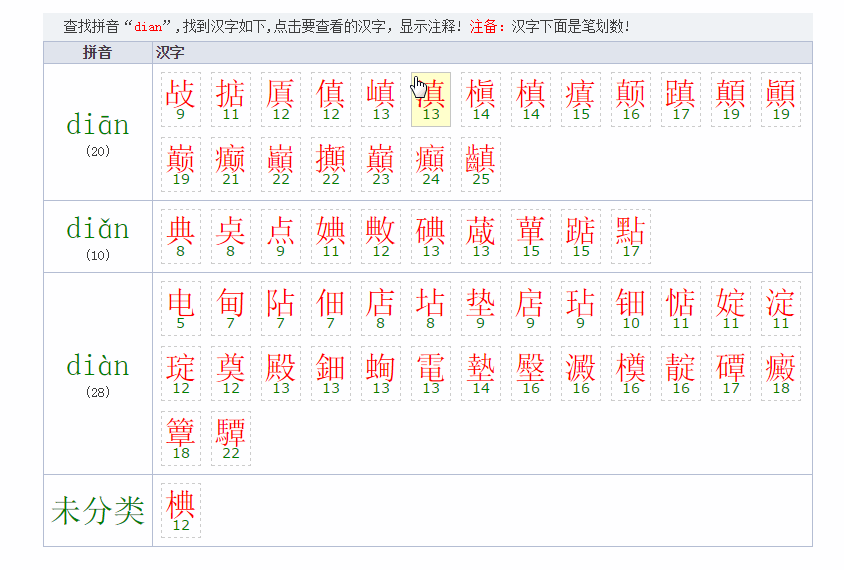 查找拼音“dian”,找到汉字如下,点击要查看的汉字，显示注释! 注备：汉字下面是笔划数!
拼音 汉字
diān
(20)
战 掂 厧 傎 嵮 滇 槇 槙 瘨 颠 蹎 顛 顚
9 11 12 12 13 13 14 14 15 16 17 19 19
巅 癫 巓 攧 巔 癲 齻
19 21 22 22 23 24 25
diǎn
(10)
典 奌 点 婰 敟 碘 蒧 蕇 踮 點
8 8 9 11 12 13 13 15 15 17
diàn
(28)
电 甸 阽 佃 店 坫 垫 扂 玷 钿 惦 婝 淀
5 7 7 7 8 8 9 9 9 10 11 11 11
琔 奠 殿 鈿 蜔 電 墊 壂 澱 橂 靛 磹 癜
12 12 13 13 13 13 14 16 16 16 16 17 18
簟 驔
18 22
未分类
椣
12